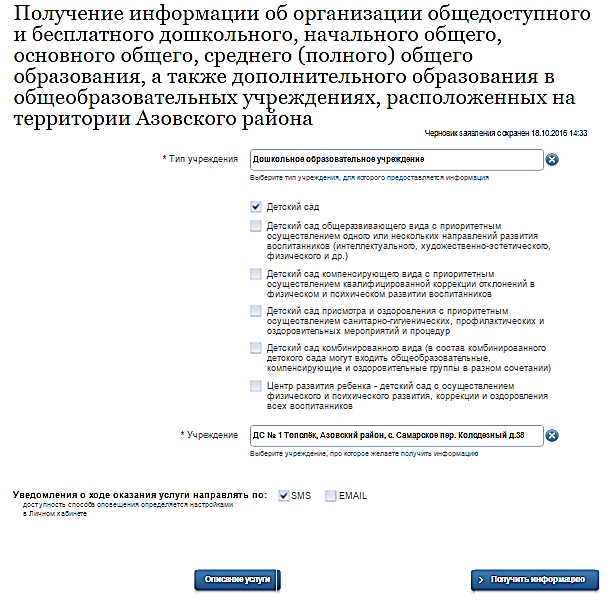 Получение информации об организации общедоступного
и бесплатного дошкольного, начального общего,
основного общего, среднего (полного) общего
образования, а также дополнительного образования в
общеобразовательных учреждениях, расположенных на
территории Азовского района
Черновик заявления сохранен 18.10.2016 14:33
* Тип учреждения
Дошкольное образовательное учреждение
Выберите тип учреждения, для которого предоставляется информация
Детский сад
Детский сад общеразвивающего вида с приоритетным
осуществлением одного или нескольких направлений развития
воспитанников (интеллектуального, художественно-эстетического,
физического и др.)
Детский сад компенсирующего вида с приоритетным
осуществлением квалифицированной коррекции отклонений в
физическом и психическом развитии воспитанников
Детский сад присмотра и оздоровления с приоритетным
осуществлением санитарно-гигиенических, профилактических и
оздоровительных мероприятий и процедур
Детский сад комбинированного вида (в состав комбинированного
детского сада могут входить общеобразовательные,
компенсирующие и оздоровительные группы в разном сочетании)
Центр развития ребенка - детский сад с осуществлением
физического и психического развития, коррекции и оздоровления
всех воспитанников
* Учреждение
ДС № 1 Тополёк, Азовский район, с. Самарское пер. Колодезный д.38
Выберите учреждение, про которое желаете получить информацию
Уведомления о ходе оказания услуги направлять по: SMS EMAIL
доступность способа оповещения определяется настройками
в Личном кабинете
Описание услуги
Получить информацию